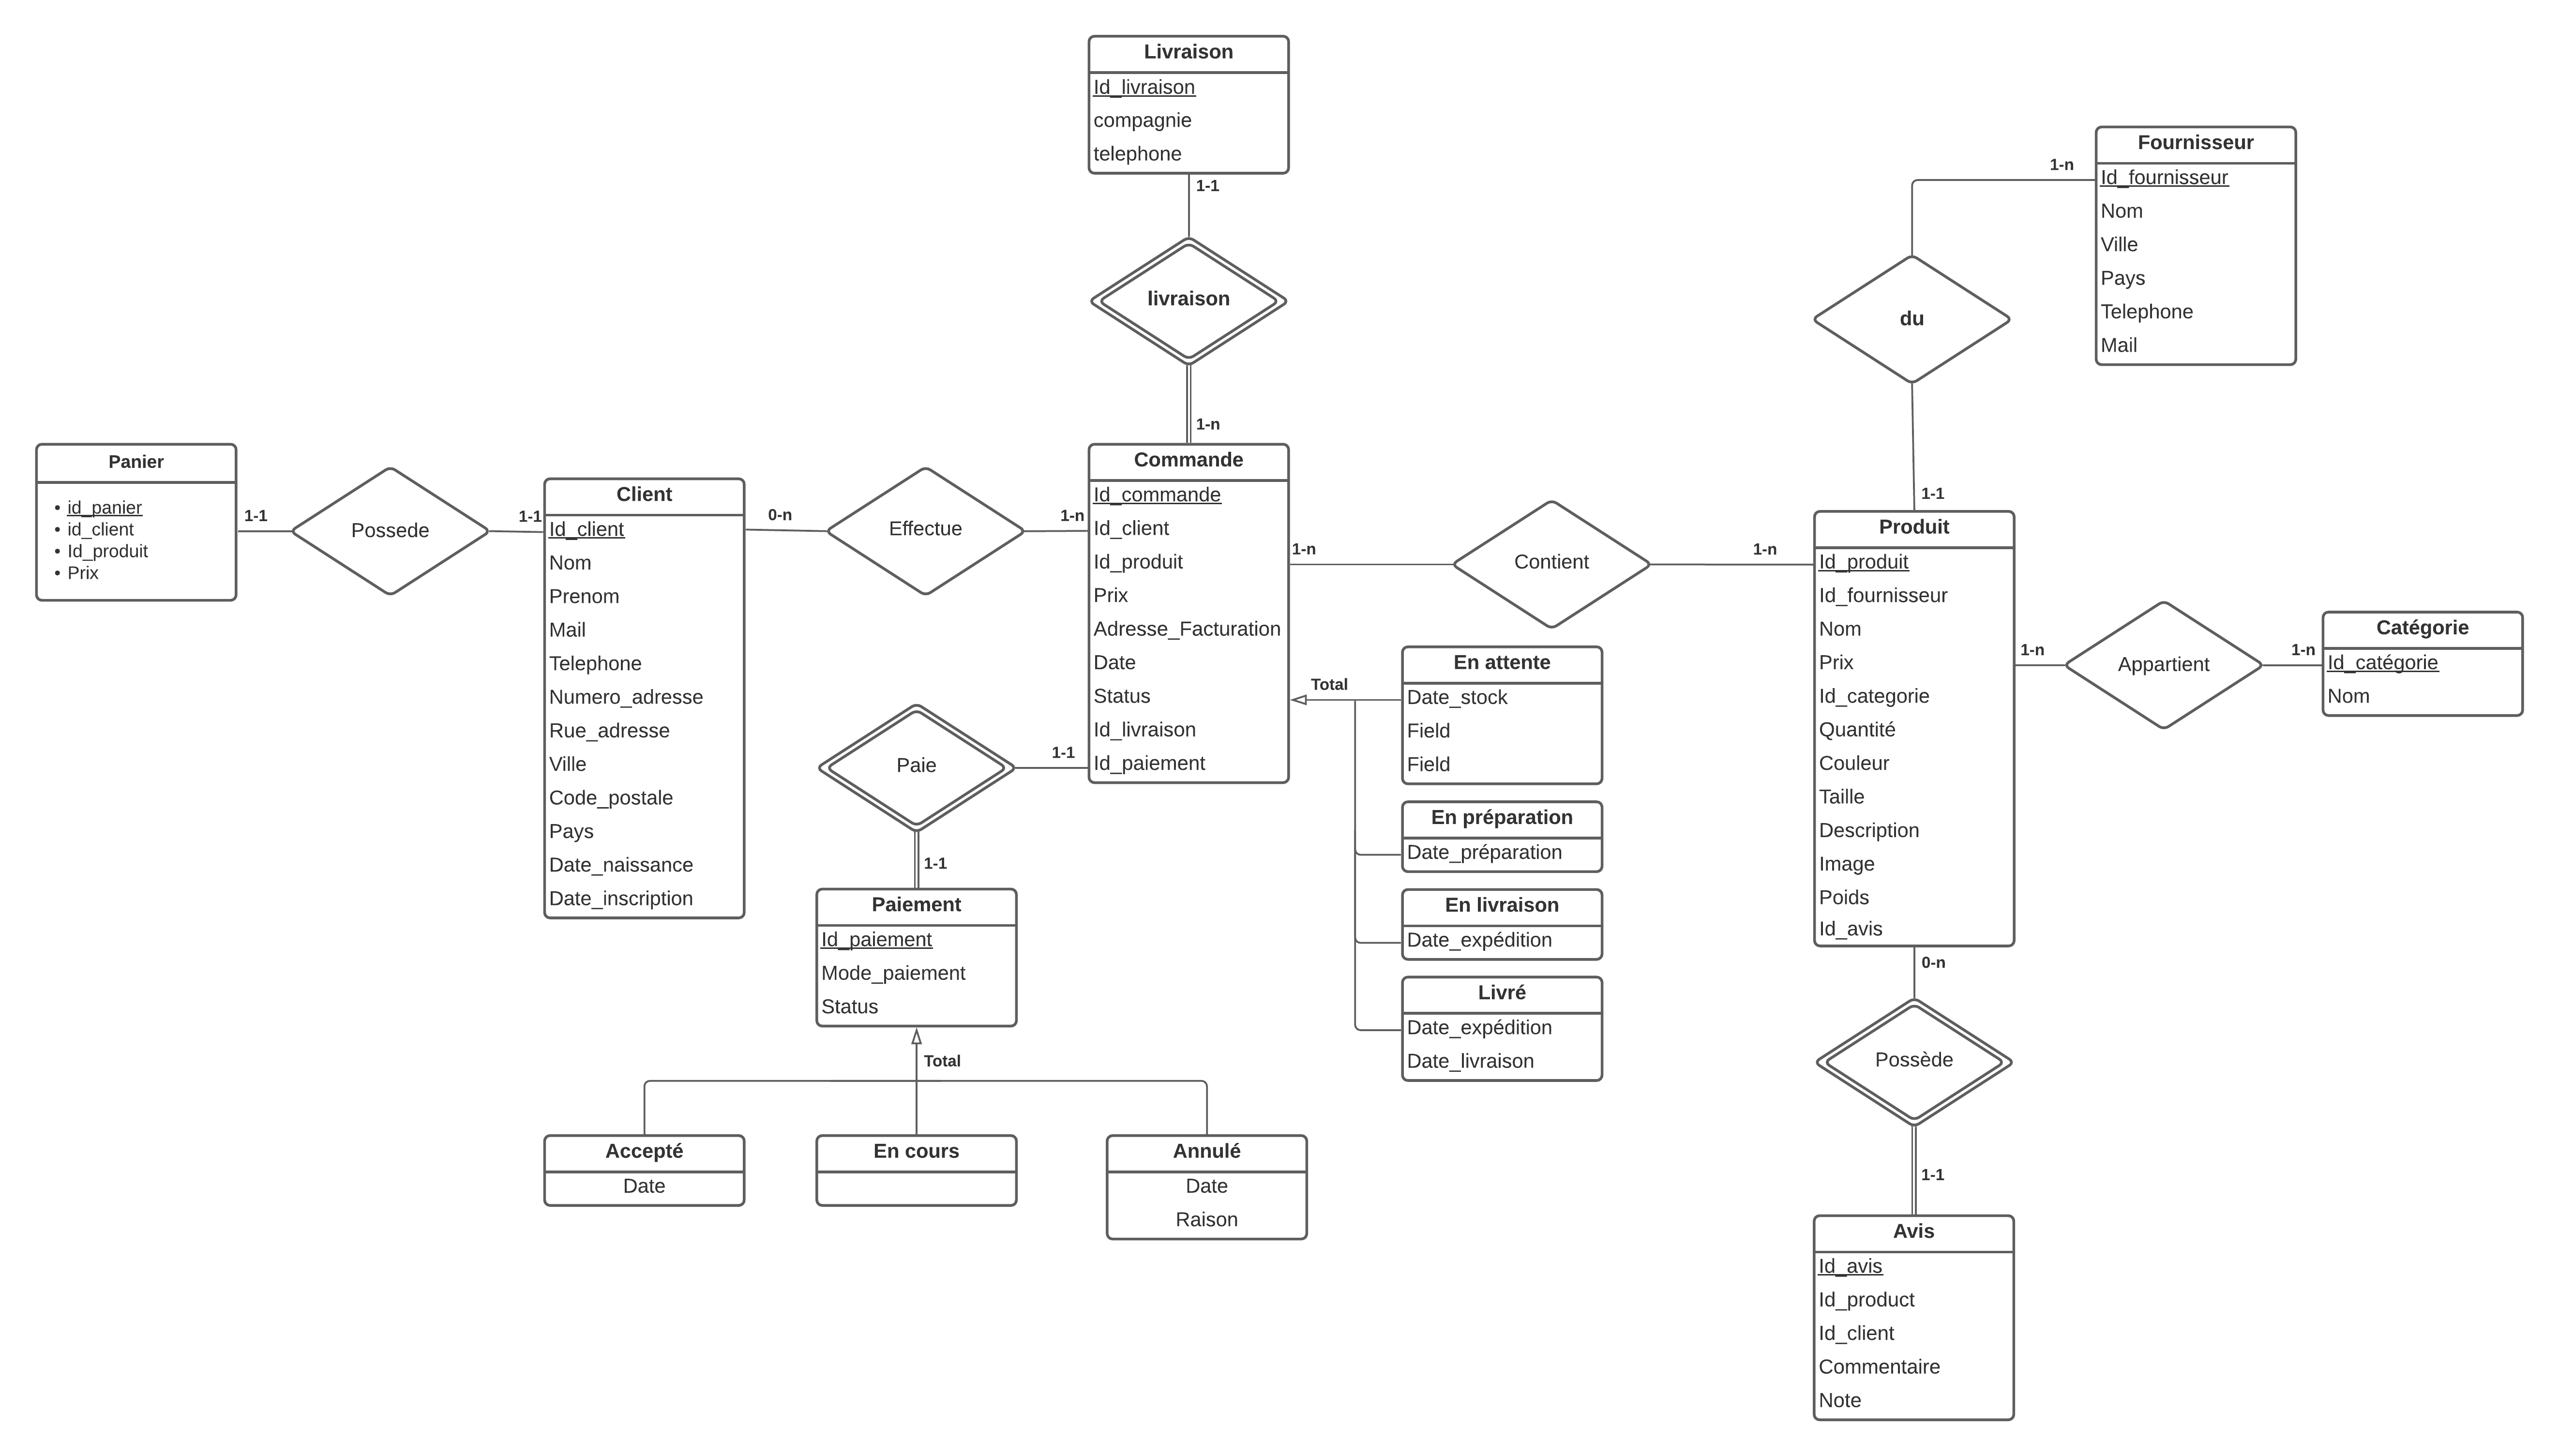 Livraison
Id_livraison
compagnie
telephone
1-1
livraison
1-n
Fournisseur
Id_fournisseur
Nom
Ville
Pays
Telephone
Mail
1-n
du
1-1
Panier
• id_panier
• id_client
• Id_produit
• Prix
1-1
Possede
1-1
Client
Id_client
Nom
Prenom
Mail
Telephone
Numero_adresse
Rue_adresse
Ville
Code_postale
Pays
Date_naissance
Date_inscription
0-n
Effectue
1-n
Commande
Id_commande
Id_client
Id_produit
Prix
Adresse_Facturation
Date
Status
Id_livraison
Id_paiement
1-n
Contient
1-n
Produit
Id_produit
Id_fournisseur
Nom
Prix
Id_categorie
Quantité
Couleur
Taille
Description
Image
Poids
Id_avis
1-n
Appartient
1-n
Catégorie
Id_catégorie
Nom
Total
En attente
Date_stock
Field
Field
En préparation
Date_préparation
En livraison
Date_expédition
Livré
Date_expédition
Date_livraison
Paie
1-1
1-1
Paiement
Id_paiement
Mode_paiement
Status
Total
Accepté
Date
En cours
Annulé
Date
Raison
0-n
Possède
1-1
Avis
Id_avis
Id_product
Id_client
Commentaire
Note